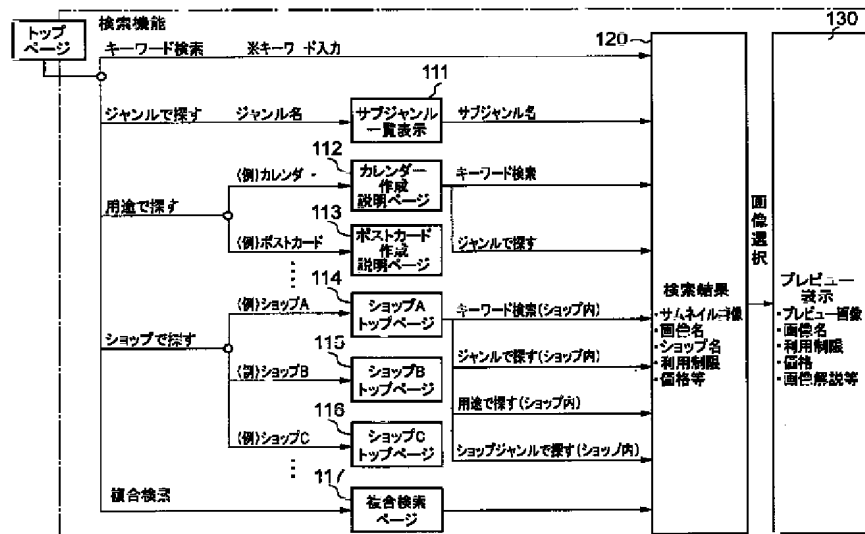 検索機能
トップ
ページ
キーワード検索 ※キーワード入力
ジャンルで探す ジャンル名
111
サブジャンル
一覧表示
サブジャンル名
用途で探す
(例)カレンダー
112
カレンダー
作成
説明ページ
キーワード検索
(例)ポストカード
113
ポストカード
作成
説明ページ
ジャンルで探す
ショップで探す
(例)ショップA
114
ショップA
トップページ
キーワード検索(ショップ内)
(例)ショップB
115
ショップB
トップページ
ジャンルで探す(ショップ内)
用途で探す(ショップ内)
(例)ショップC
116
ショップC
トップページ
ショップジャンルで探す(ショップ内)
複合検索
117
複合検索
ページ
120
検索結果
・サムネイル画像
・画像名
・ショップ名
・利用制限
・価格等
画像選択
130
プレビュー
表示
・プレビュー画像
・画像名
・利用制限
・価格
・画像解説等